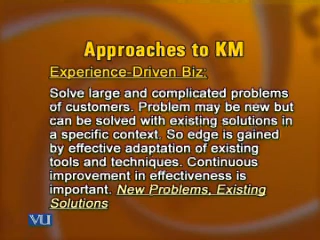 Approaches to KM
Experience-Driven Biz:
Solve large and complicated problems
of customers. Problem may be new but
can be solved with existing solutions in
a specific context. So edge is gained
by effective adaptation of existing
tools and techniques. Continuous
improvement in effectiveness is
important. New Problems, Existing
Solutions
VU